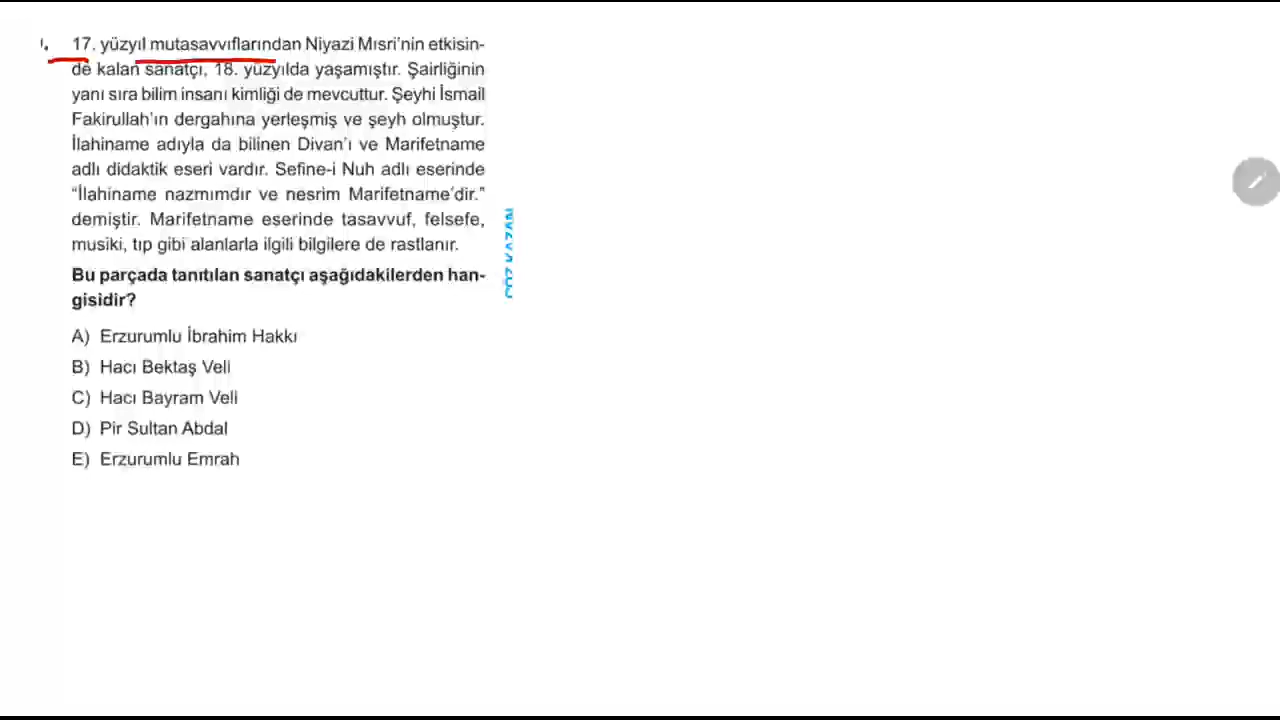 17. yüzyıl mutasavvıflarından Niyazi Mısri'nin etkisin-
de kalan sanatçı, 18. yüzyılda yaşamıştır. Şairliğinin
yanı sıra bilim insanı kimliği de mevcuttur. Şeyhi İsmail
Fakirullah'ın dergahına yerleşmiş ve şeyh olmuştur.
İlahiname adıyla da bilinen Divan'ı ve Marifetname
adlı didaktik eseri vardır. Sefine-i Nuh adlı eserinde
“İlahiname nazmımdır ve nesrim Marifetname'dir.”
demiştir. Marifetname eserinde tasavvuf, felsefe,
musiki, tıp gibi alanlarla ilgili bilgilere de rastlanır.
Bu parçada tanıtılan sanatçı aşağıdakilerden han-
gisidir?
A) Erzurumlu İbrahim Hakkı
B) Hacı Bektaş Veli
C) Hacı Bayram Veli
D) Pir Sultan Abdal
E) Erzurumlu Emrah